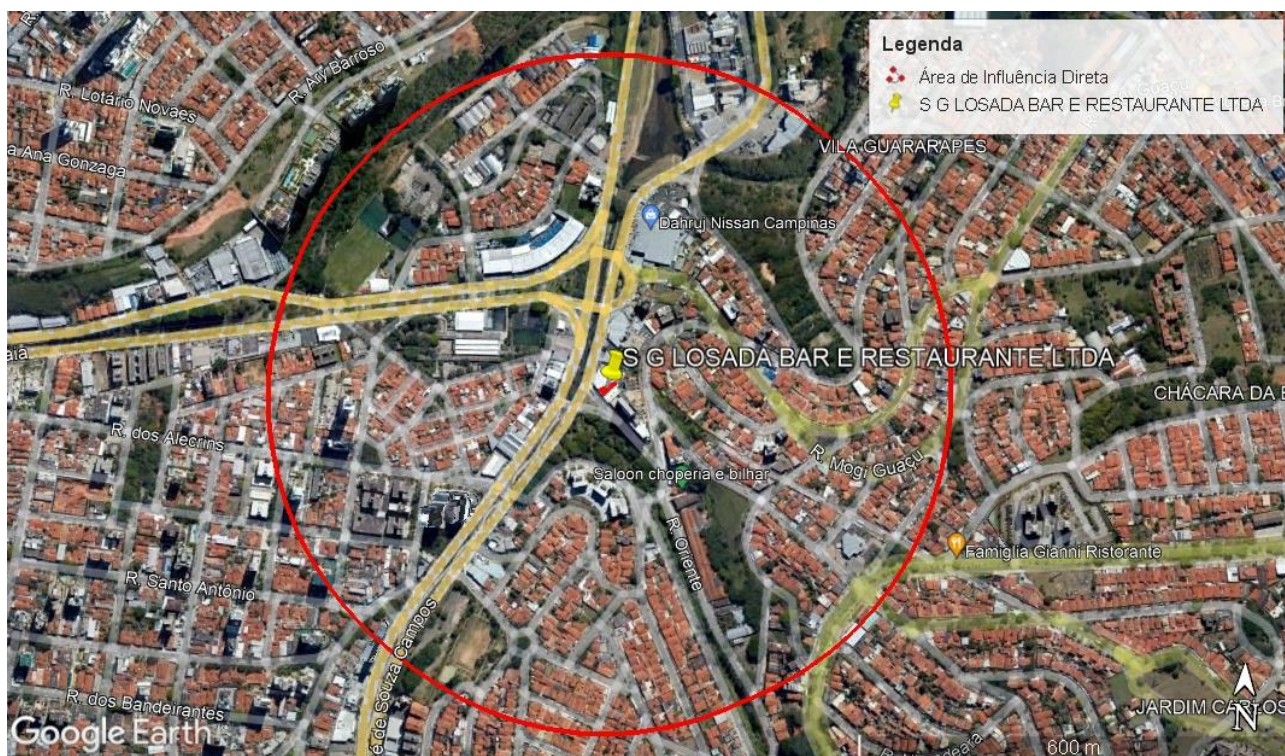 Legenda
Área de Influência Direta
S G LOSADA BAR E RESTAURANTE LTDA
R. Ary Barroso
R. Lotário Novaes
Ana Gonzaga
VILA GUARARAPES
Dahruj Nissan Campinas
S G LOSADA BAR E RESTAURANTE LTDA
CHÁCARA DA
R. dos Alecrins
R. Mogi Guaçu
Saloon choperia e bilhar
R. Oriente
Famiglia Gianni Ristorante
R. Santo Antônio
de Souza Campos
R. dos Bandeirantes
JARDIM CARLOS
N
Google Earth
600 m